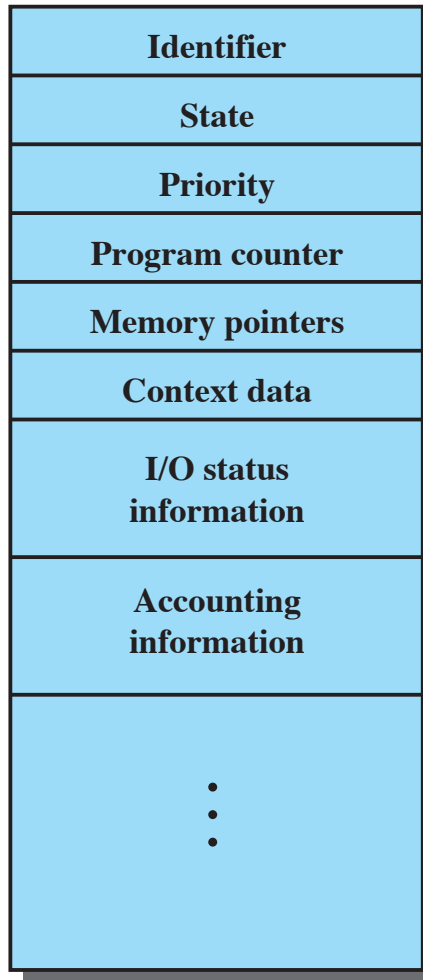 Identifier
State
Priority
Program counter
Memory pointers
Context data
I/O status
information
Accounting
information